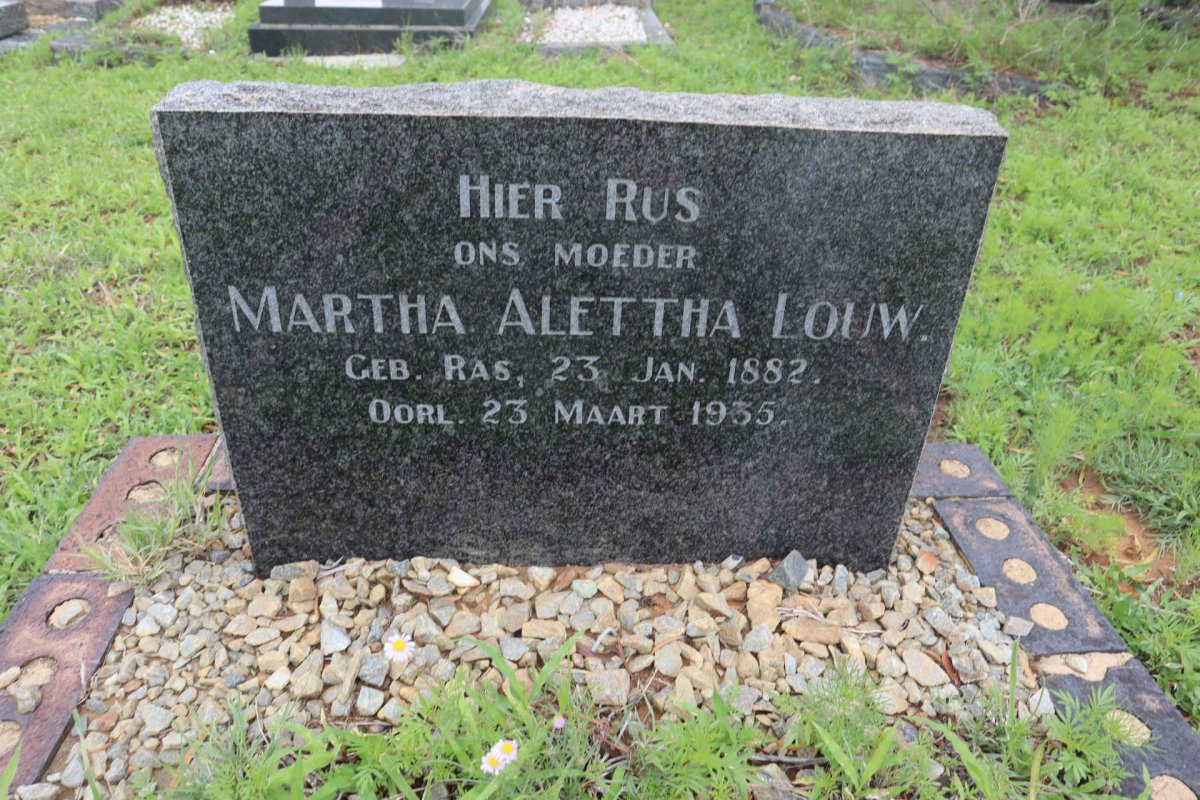 Hier Rus
ons moeder
Martha Alettha Louw.
Geb. Ras, 23 Jan. 1882.
Oorl. 23 Maart 1935.